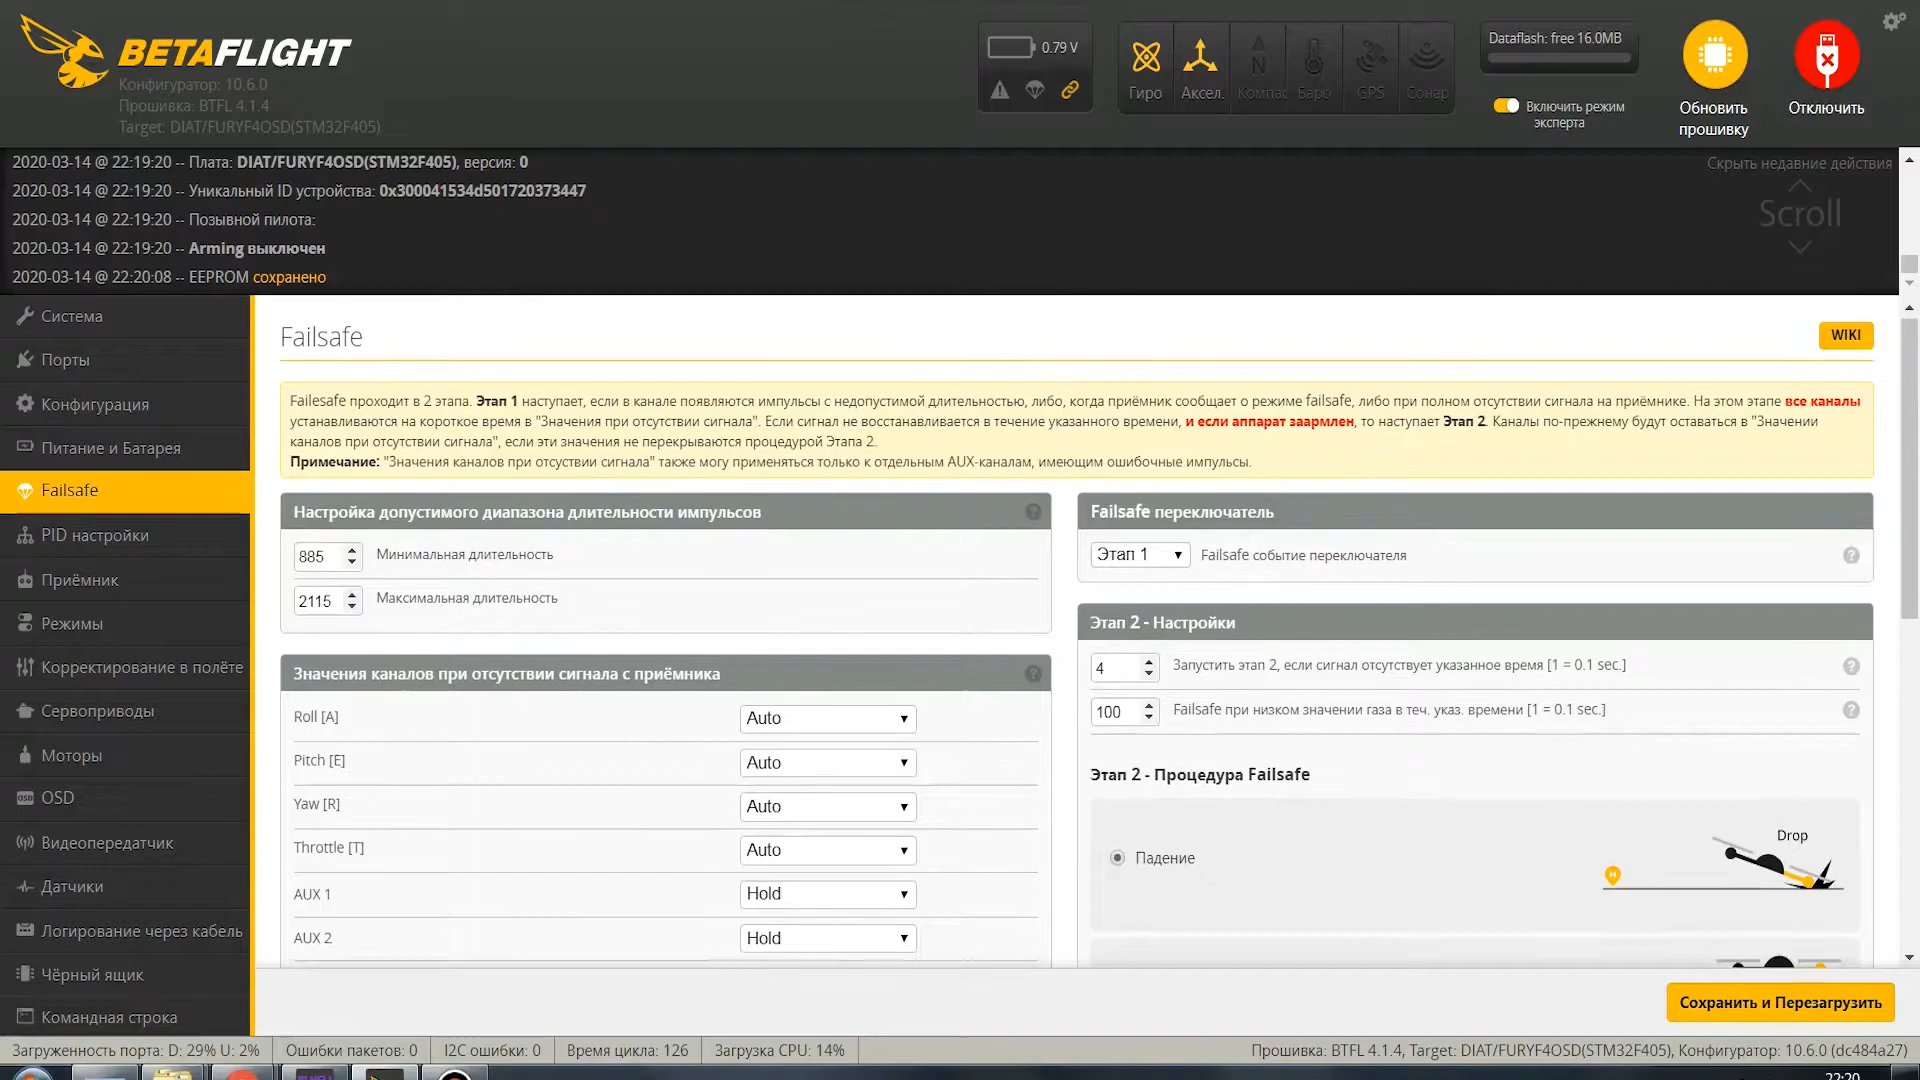 BETAFLIGHT
Конфигуратор: 10.6.0
Прошивка: BTFL 4.1.4
Target: DIAT/FURYF4OSD(STM32F405)
0.79 V
Гиро
Аксел.
Компас
Баро
GPS
Сонар
Dataflash: free 16.0MB
Включить режим
эксперта
Обновить
прошивку
Отключить
2020-03-14 @ 22:19:20 -- Плата: DIAT/FURYF4OSD(STM32F405), версия: 0
2020-03-14 @ 22:19:20 -- Уникальный ID устройства: 0x300041534d501720373447
2020-03-14 @ 22:19:20 -- Позывной пилота:
2020-03-14 @ 22:19:20 -- Arming выключен
2020-03-14 @ 22:20:08 -- EEPROM сохранено
Скрыть недавние действия
Scroll
Система
Порты
Конфигурация
Питание и Батарея
Failsafe
PID настройки
Приёмник
Режимы
Корректирование в полёте
Сервоприводы
Моторы
OSD
Видеопередатчик
Датчики
Логирование через кабель
Чёрный ящик
Командная строка
Failsafe
WIKI
Failesafe проходит в 2 этапа. Этап 1 наступает, если в канале появляются импульсы с недопустимой длительностью, либо, когда приёмник сообщает о режиме failsafe, либо при полном отсутствии сигнала на приёмнике. На этом этапе все каналы
устанавливаются на короткое время в "Значения при отсутствии сигнала". Если сигнал не восстанавливается в течение указанного времени, и если аппарат заармлен, то наступает Этап 2. Каналы по-прежнему будут оставаться в "Значении
каналов при отсутствии сигнала", если эти значения не перекрываются процедурой Этапа 2.
Примечание: "Значения каналов при отсуствии сигнала" также могу применяться только к отдельным AUX-каналам, имеющим ошибочные импульсы.
Настройка допустимого диапазона длительности импульсов
885 Минимальная длительность
2115 Максимальная длительность
Значения каналов при отсутствии сигнала с приёмника
Roll [A] Auto
Pitch [E] Auto
Yaw [R] Auto
Throttle [T] Auto
AUX 1 Hold
AUX 2 Hold
Failsafe переключатель
Этап 1 Failsafe событие переключателя
Этап 2 - Настройки
4 Запустить этап 2, если сигнал отсутствует указанное время [1 = 0.1 sec.]
100 Failsafe при низком значении газа в теч. указ. времени [1 = 0.1 sec.]
Этап 2 - Процедура Failsafe
Падение
Drop
H
Сохранить и Перезагрузить
Загруженность порта: D: 29% U: 2%
Ошибки пакетов: 0
I2C ошибки: 0
Время цикла: 126
Загрузка CPU: 14%
Прошивка: BTFL 4.1.4, Target: DIAT/FURYF4OSD(STM32F405), Конфигуратор: 10.6.0 (dc484a27)
22:20